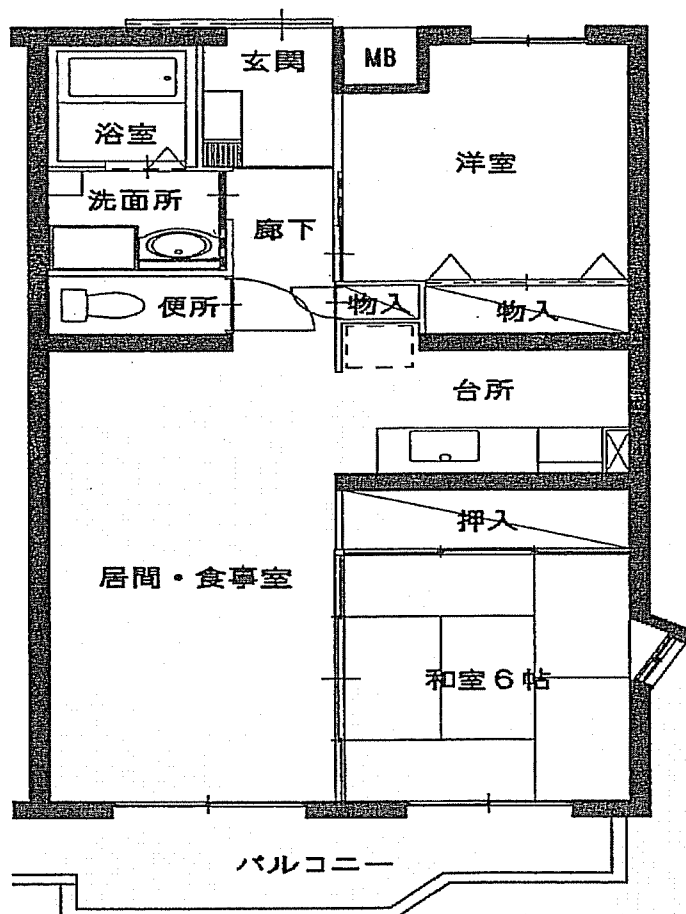 玄関
MB
浴室
洋室
洗面所
廊下
便所
物入
物入
台所
押入
居間・食事室
和室6帖
バルコニー